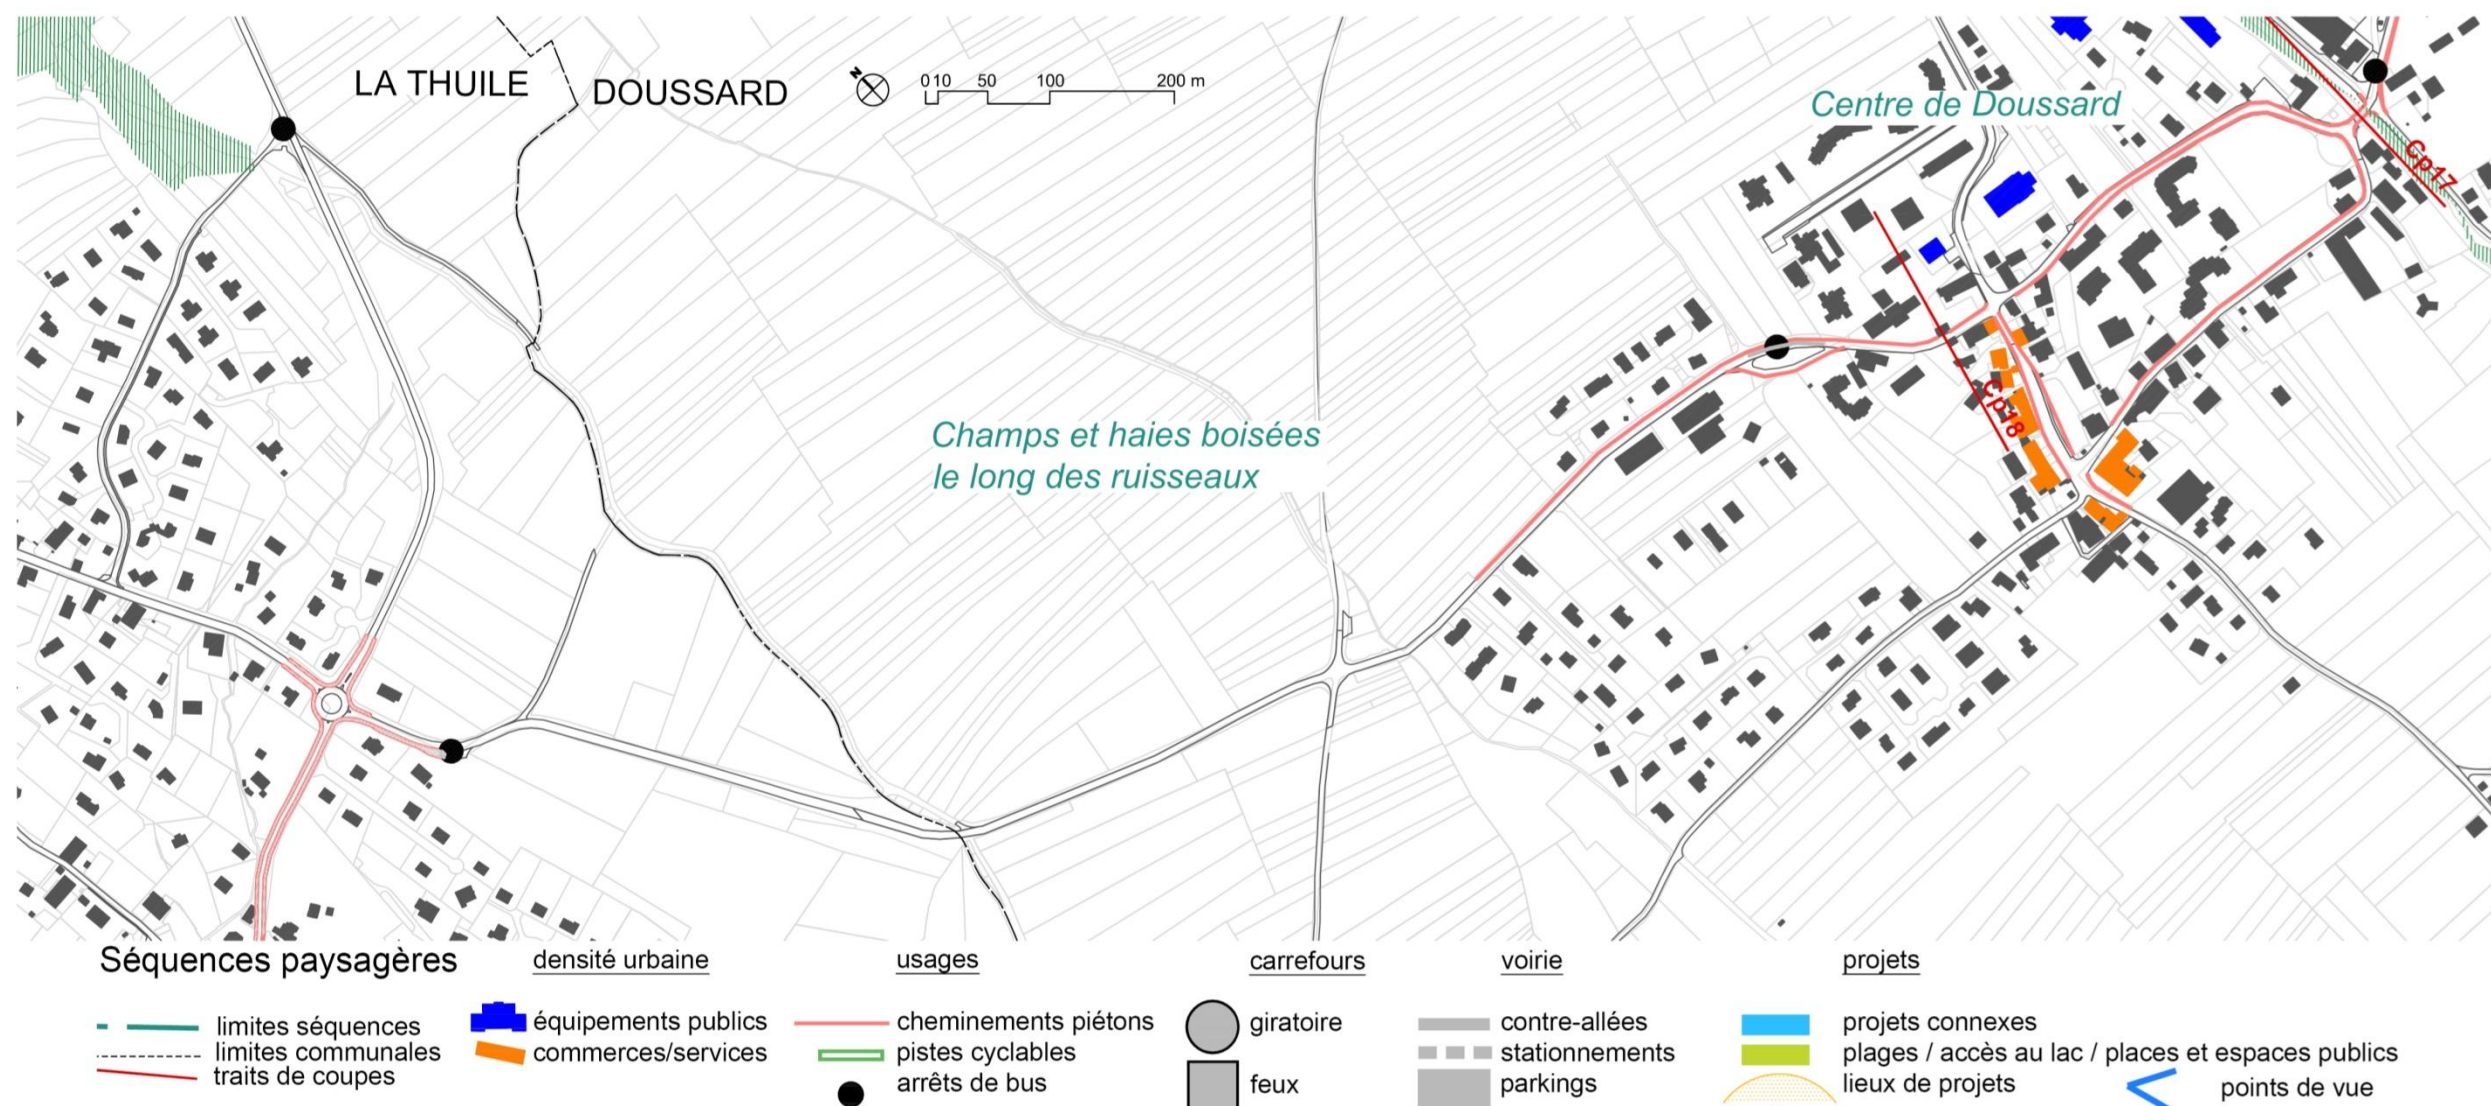 LA THUILE
DOUSSARD
N
0 10 50 100 200 m
Centre de Doussard
Cp17
Champs et haies boisées
le long des ruisseaux
Cp18
Séquences paysagères
limites séquences
limites communales
traits de coupes
densité urbaine
équipements publics
commerces/services
usages
cheminements piétons
pistes cyclables
arrêts de bus
carrefours
giratoire
feux
voirie
contre-allées
stationnements
parkings
projets
projets connexes
plages / accès au lac / places et espaces publics
lieux de projets
points de vue